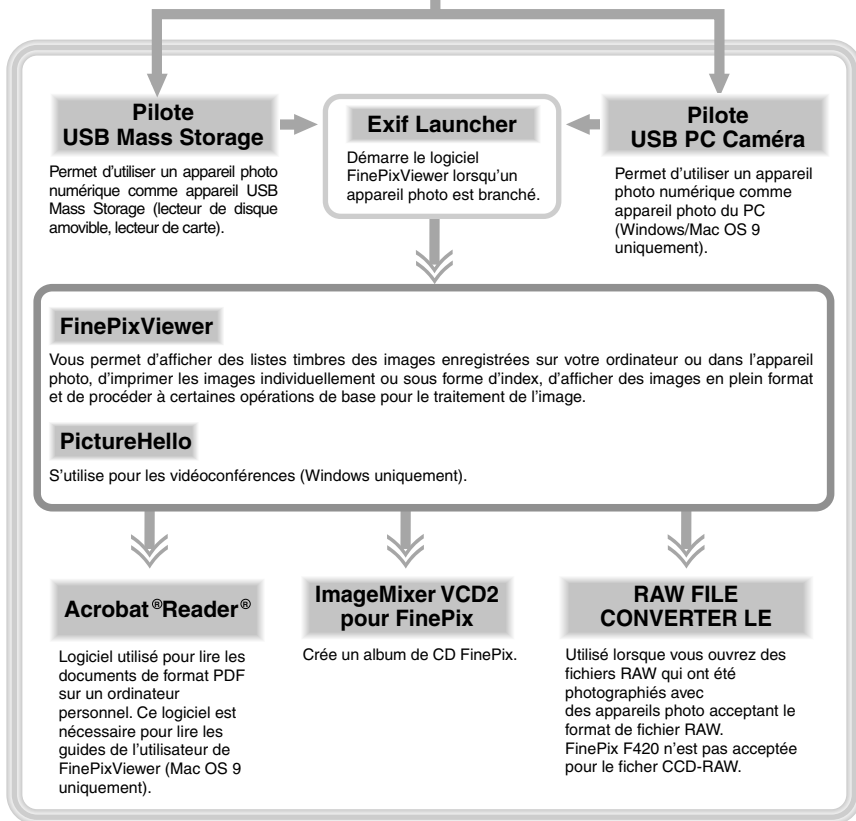 Pilote
USB Mass Storage
Permet d'utiliser un appareil photo
numérique comme appareil USB
Mass Storage (lecteur de disque
amovible, lecteur de carte).
Exif Launcher
Démarre le logiciel
FinePixViewer lorsqu'un
appareil photo est branché.
Pilote
USB PC Caméra
Permet d'utiliser un appareil
photo numérique comme
appareil photo du PC
(Windows/Mac OS 9
uniquement).
FinePixViewer
Vous permet d'afficher des listes timbres des images enregistrées sur votre ordinateur ou dans l'appareil
photo, d'imprimer les images individuellement ou sous forme d'index, d'afficher des images en plein format
et de procéder à certaines opérations de base pour le traitement de l'image.
PictureHello
S'utilise pour les vidéoconférences (Windows uniquement).
Acrobat®Reader®
Logiciel utilisé pour lire les
documents de format PDF
sur un ordinateur
personnel. Ce logiciel est
nécessaire pour lire les
guides de l'utilisateur de
FinePixViewer (Mac OS 9
uniquement).
ImageMixer VCD2
pour FinePix
Crée un album de CD FinePix.
RAW FILE
CONVERTER LE
Utilisé lorsque vous ouvrez des
fichiers RAW qui ont été
photographiés avec
des appareils photo acceptant le
format de fichier RAW.
FinePix F420 n'est pas acceptée
pour le ficher CCD-RAW.